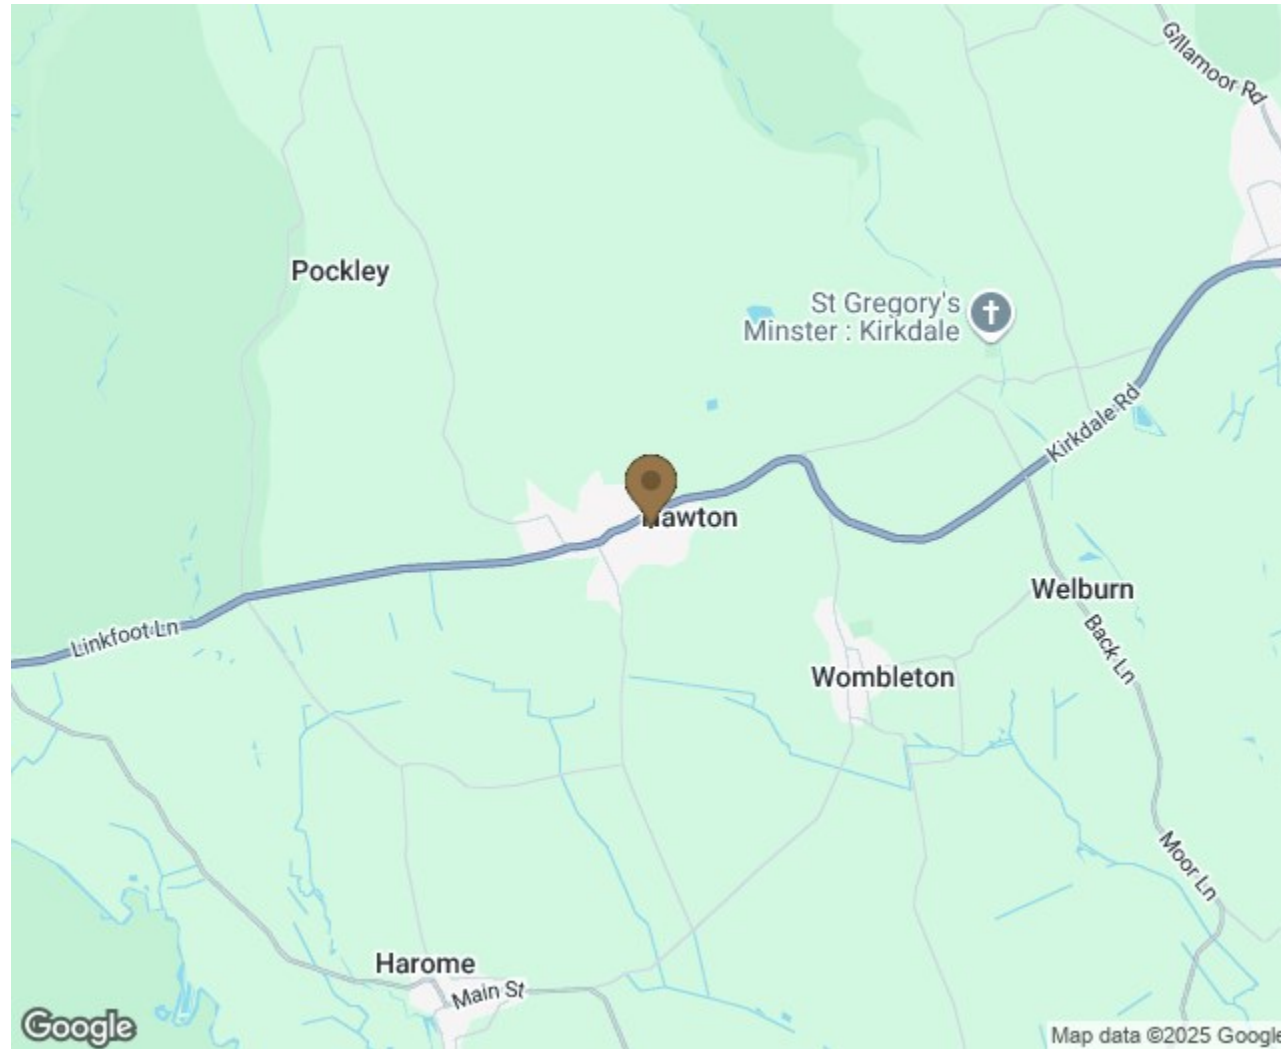 Gillamoor Rd
Pockley
St Gregory's
Minster : Kirkdale
Kirkdale Rd
Nawton
Welburn
Linkfoot Ln
Back Ln
Wombleton
Moor Ln
Harome
Main St
Google
Map data ©2025 Google